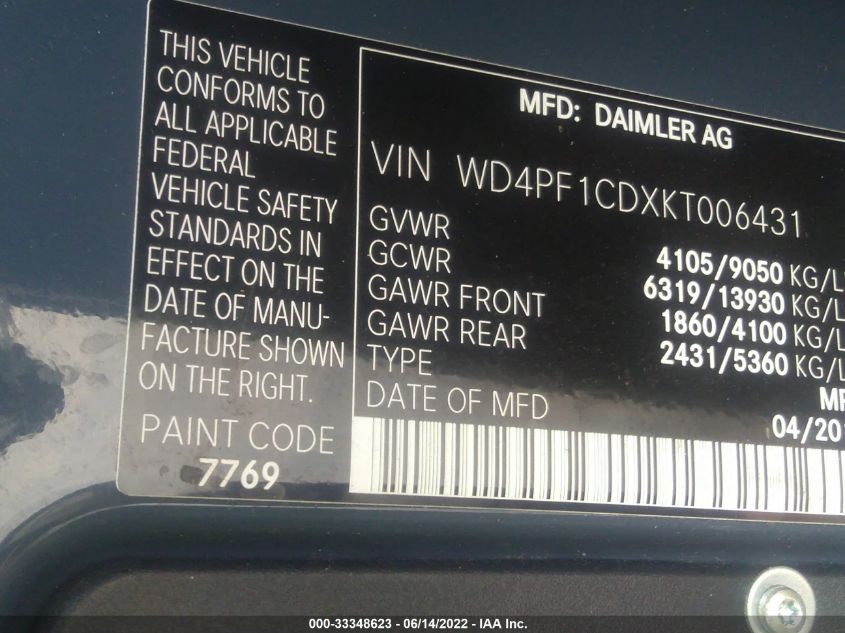 THIS VEHICLE
CONFORMS TO
ALL APPLICABLE
FEDERAL
VEHICLE SAFETY
STANDARDS IN
EFFECT ON THE
DATE OF MANU-
FACTURE SHOWN
ON THE RIGHT.
PAINT CODE
7769
MFD: DAIMLER AG
VIN WD4PF1CDXKT006431
GVWR 4105/9050 KG/L
GCWR 6319/13930 KG/L
GAWR FRONT 1860/4100 KG/L
GAWR REAR 2431/5360 KG/L
TYPE
DATE OF MFD 04/201
000-33348623 - 06/14/2022 - IAA Inc.